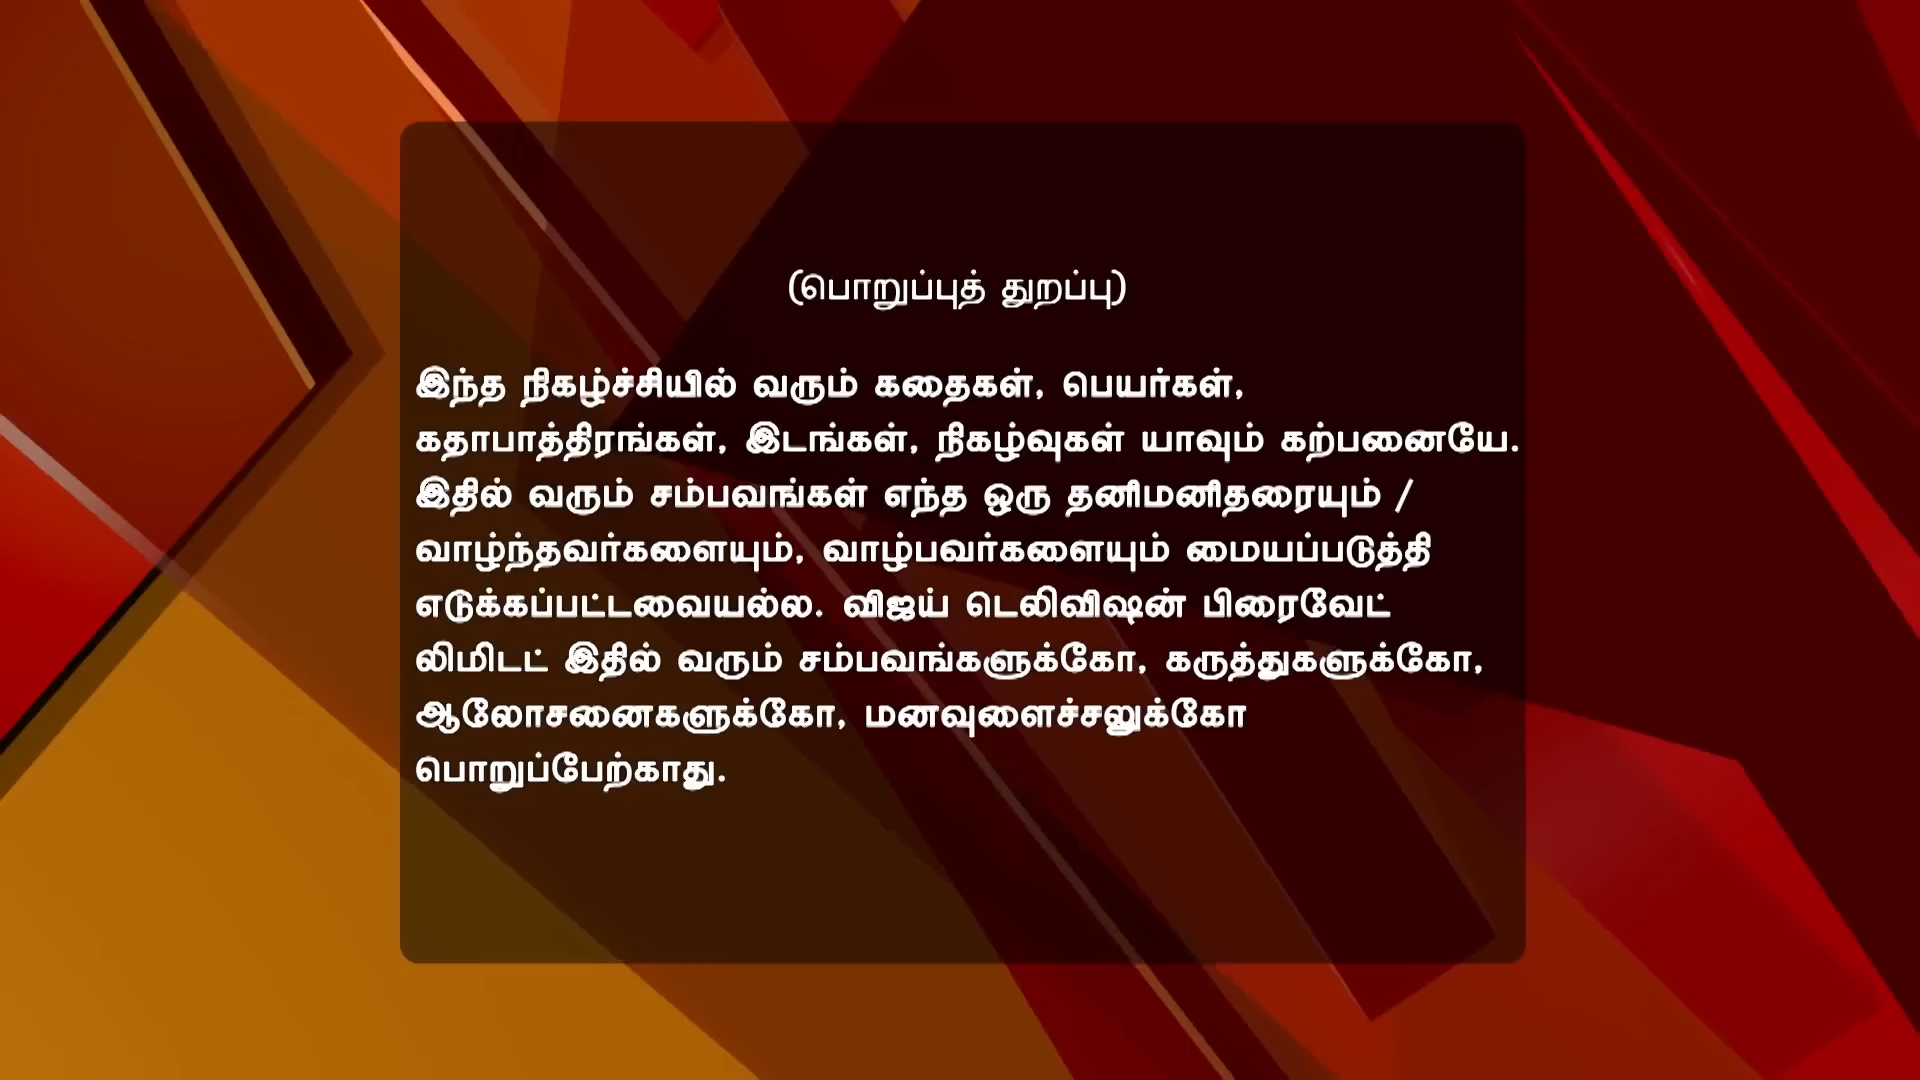 (பொறுப்புத் துறப்பு)
இந்த நிகழ்ச்சியில் வரும் கதைகள், பெயர்கள்,
கதாபாத்திரங்கள், இடங்கள், நிகழ்வுகள் யாவும் கற்பனையே.
இதில் வரும் சம்பவங்கள் எந்த ஒரு தனிமனிதரையும் /
வாழ்ந்தவர்களையும், வாழ்பவர்களையும் மையப்படுத்தி
எடுக்கப்பட்டவையல்ல. விஜய் டெலிவிஷன் பிரைவேட்
லிமிடட் இதில் வரும் சம்பவங்களுக்கோ, கருத்துகளுக்கோ,
ஆலோசனைகளுக்கோ, மனவுளைச்சலுக்கோ
பொறுப்பேற்காது.